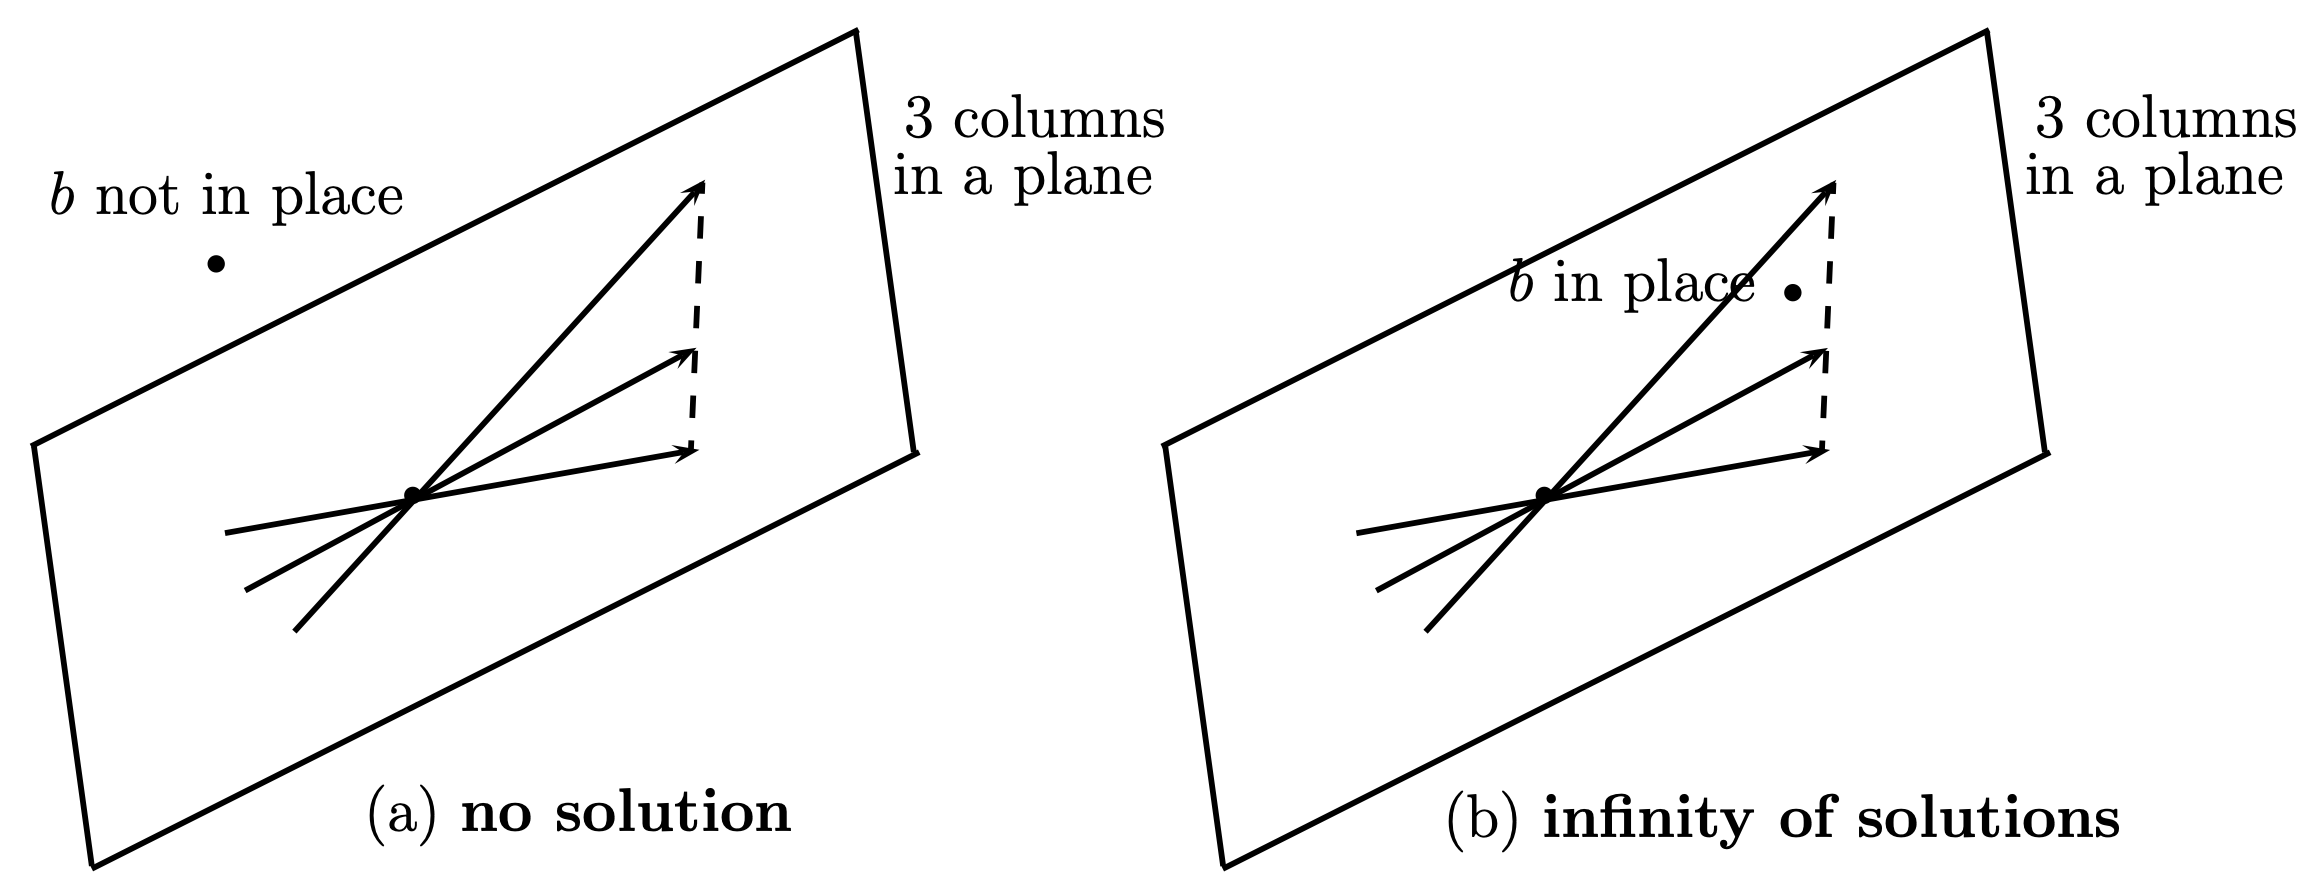 b not in place
3 columns
in a plane
(a) no solution
b in place
3 columns
in a plane
(b) infinity of solutions